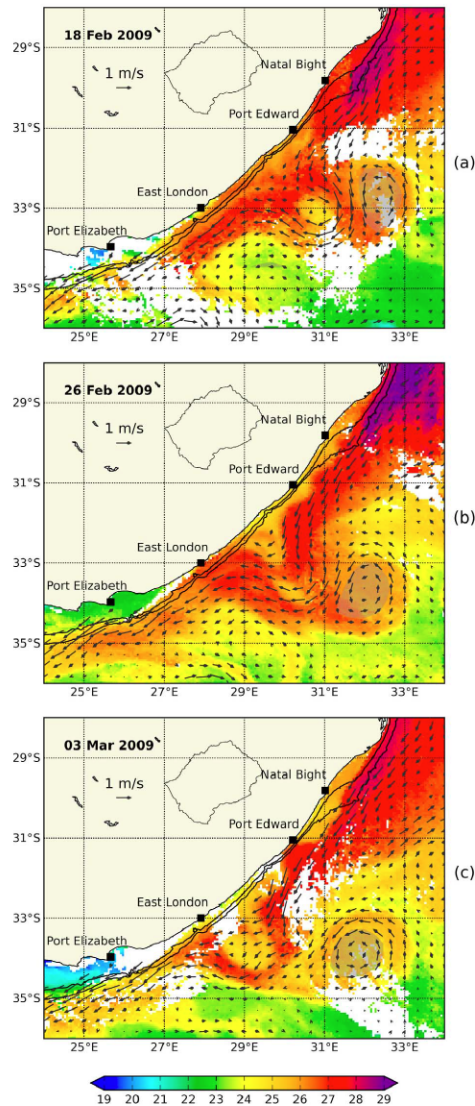 18 Feb 2009
1 m/s
Natal Bight
Port Edward
East London
Port Elizabeth
29°S
31°S
33°S
35°S
25°E 27°E 29°E 31°E 33°E
(a)
26 Feb 2009
1 m/s
Natal Bight
Port Edward
East London
Port Elizabeth
29°S
31°S
33°S
35°S
25°E 27°E 29°E 31°E 33°E
(b)
03 Mar 2009
1 m/s
Natal Bight
Port Edward
East London
Port Elizabeth
29°S
31°S
33°S
35°S
25°E 27°E 29°E 31°E 33°E
(c)
19 20 21 22 23 24 25 26 27 28 29